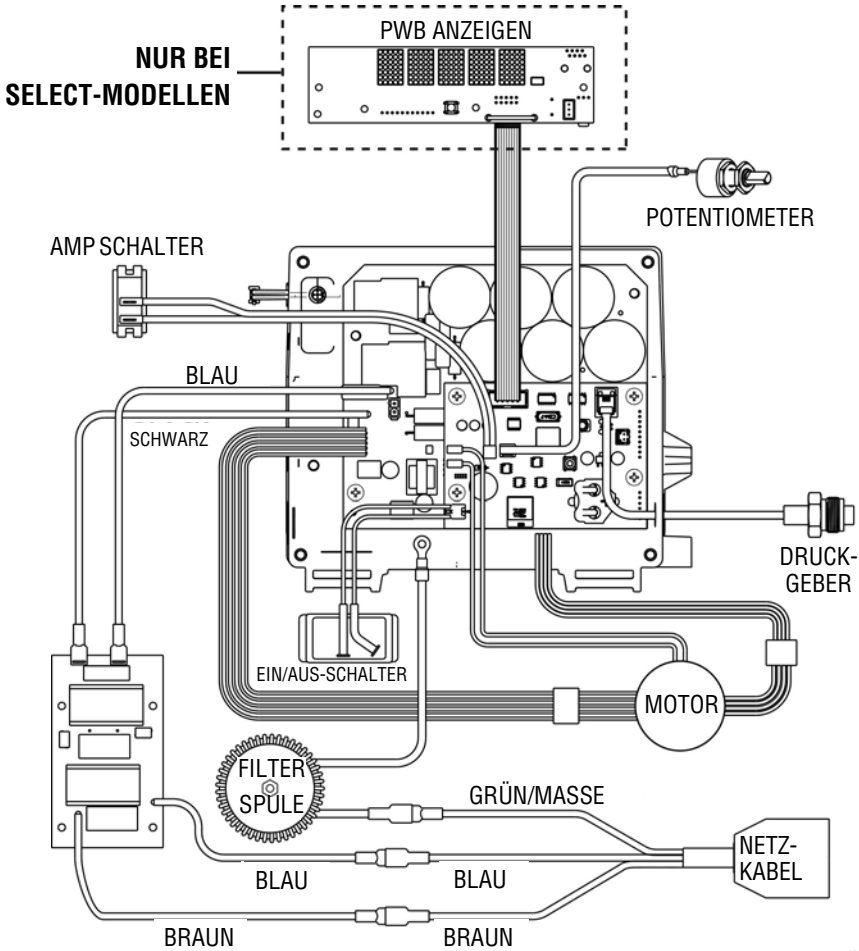 PWB ANZEIGEN
NUR BEI
SELECT-MODELLEN
POTENTIOMETER
AMP SCHALTER
BLAU
SCHWARZ
DRUCK-
GEBER
EIN/AUS-SCHALTER
MOTOR
FILTER
SPULE
GRÜN/MASSE
NETZ-
KABEL
BLAU
BLAU
BRAUN
BRAUN